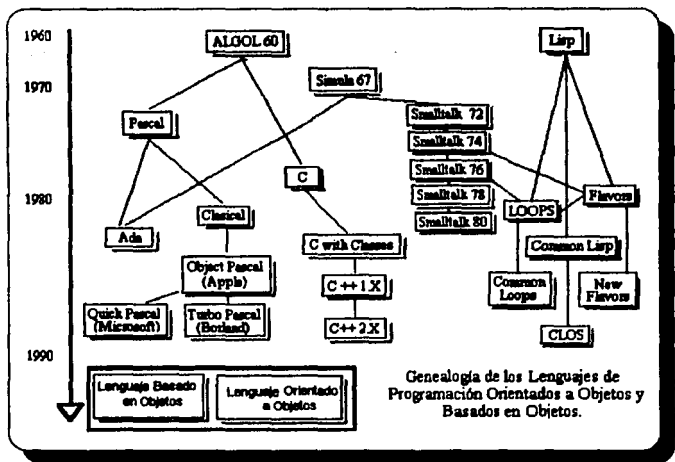 1960
ALGOL 60
Lisp
1970
Simula 67
Pascal
Smalltalk 72
Smalltalk 74
C
Smalltalk 76
1980
Smalltalk 78
Flavors
Clasical
LOOPS
Smalltalk 80
Ada
C with Classes
Common Lisp
Object Pascal
(Apple)
C ++ 1.X
Common
Loops
New
Flavors
Quick Pascal
(Microsoft)
Turbo Pascal
(Borland)
C++ 2.X
CLOS
1990
Lenguaje Basado
en Objetos
Lenguaje Orientado
a Objetos
Genealogía de los Lenguajes de
Programación Orientados a Objetos y
Basados en Objetos.